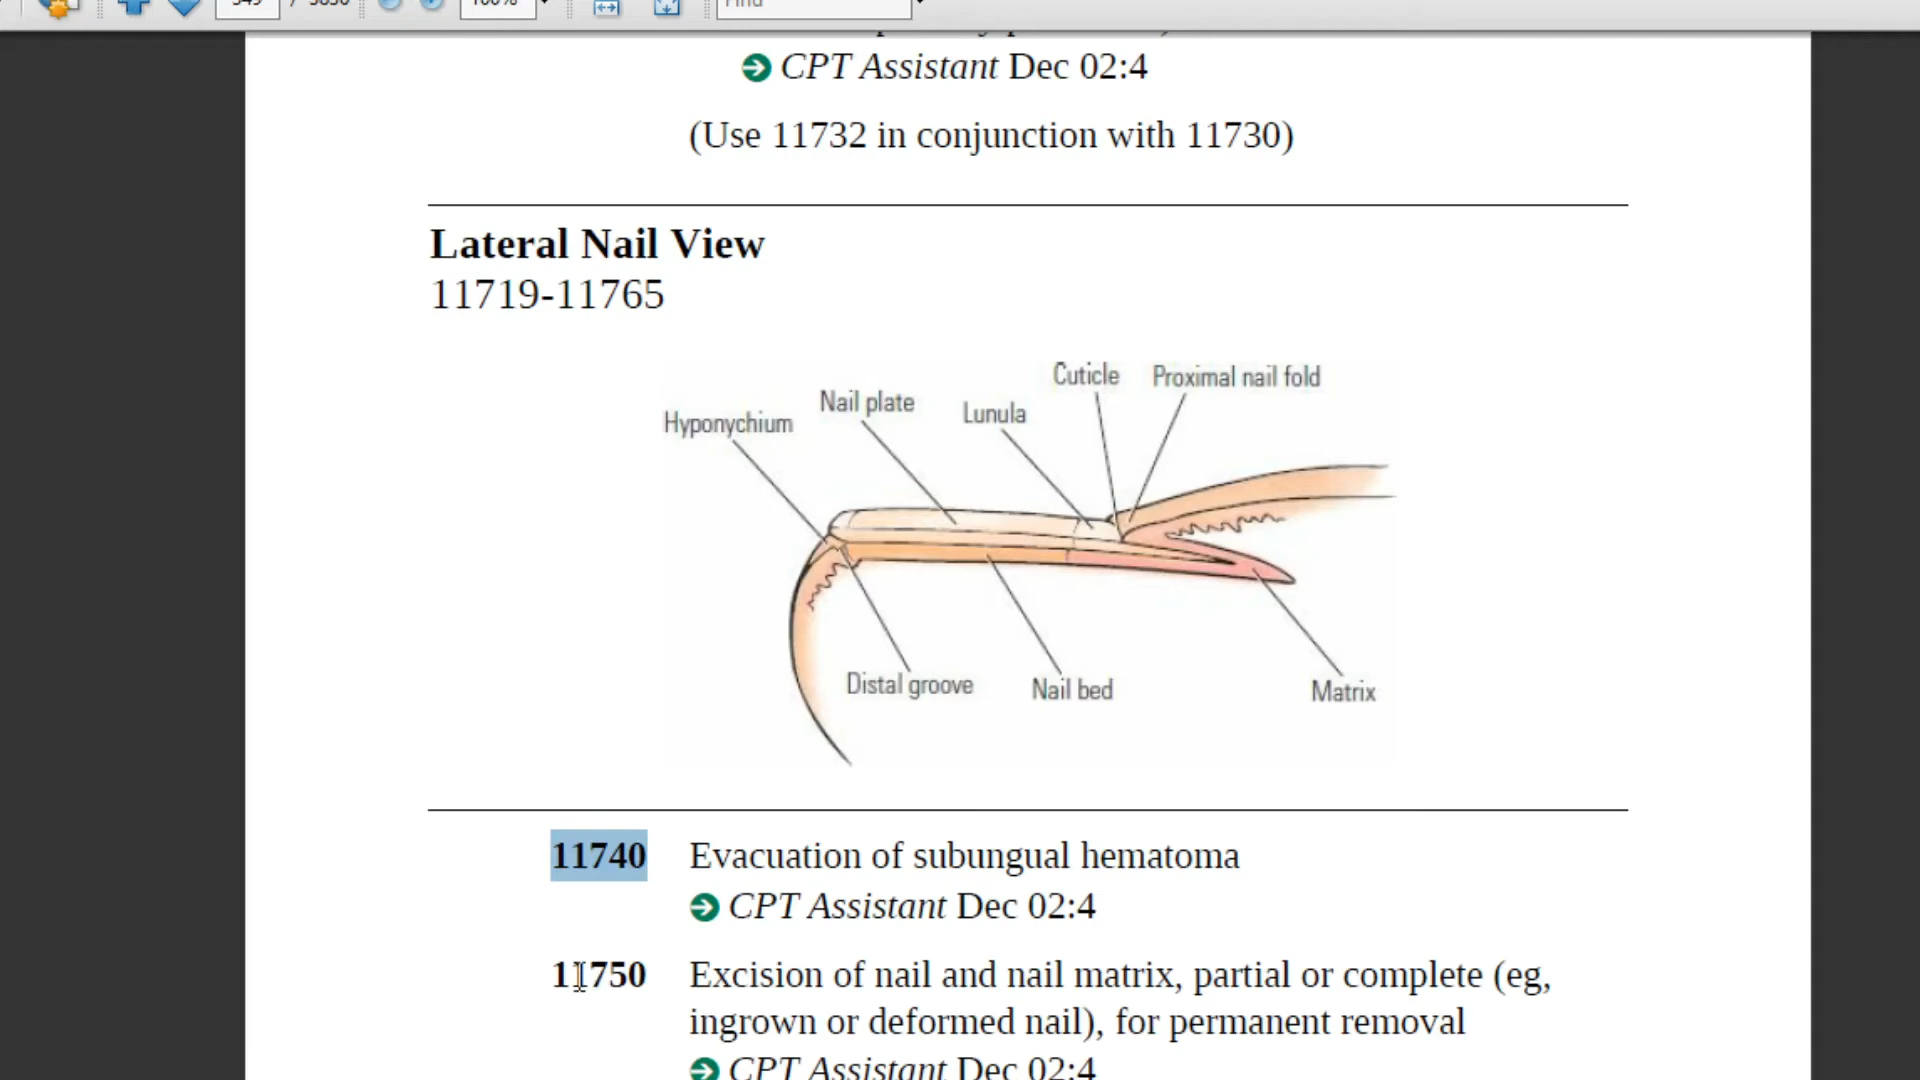 100%
Find
CPT Assistant Dec 02:4
(Use 11732 in conjunction with 11730)
Lateral Nail View
11719-11765
Cuticle
Proximal nail fold
Nail plate
Lunula
Hyponychium
Distal groove
Nail bed
Matrix
11740 Evacuation of subungual hematoma
CPT Assistant Dec 02:4
11750 Excision of nail and nail matrix, partial or complete (eg,
ingrown or deformed nail), for permanent removal
CPT Assistant Dec 02:4